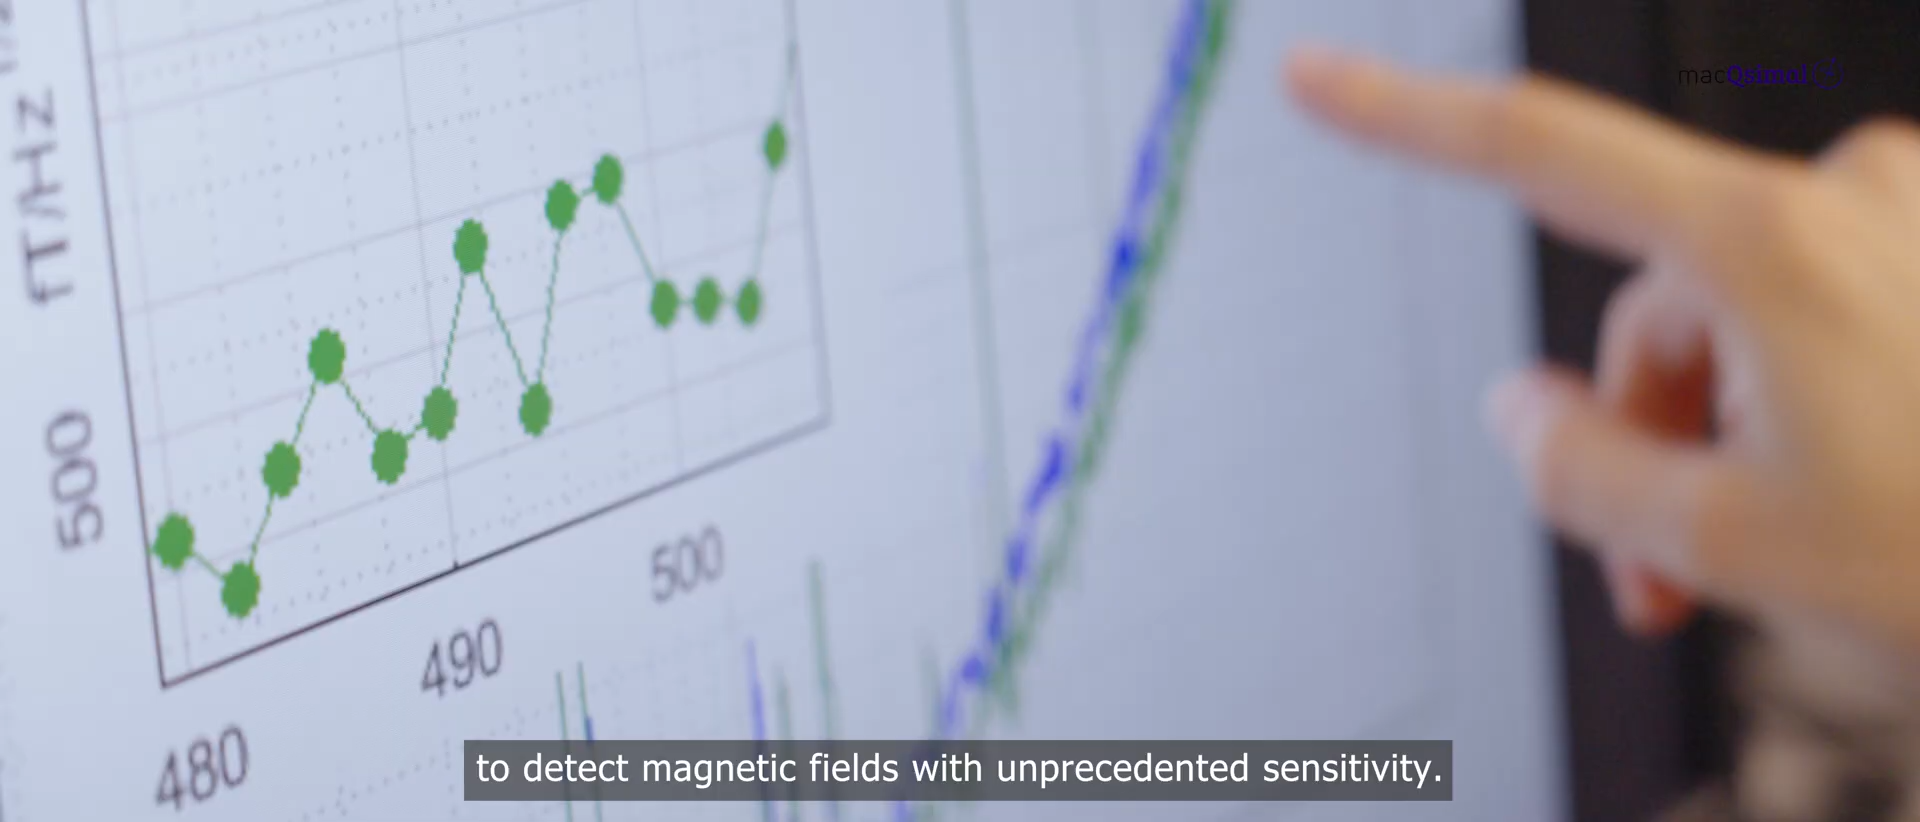 macQsimal
fT/Hz
500
480
490
500
to detect magnetic fields with unprecedented sensitivity.